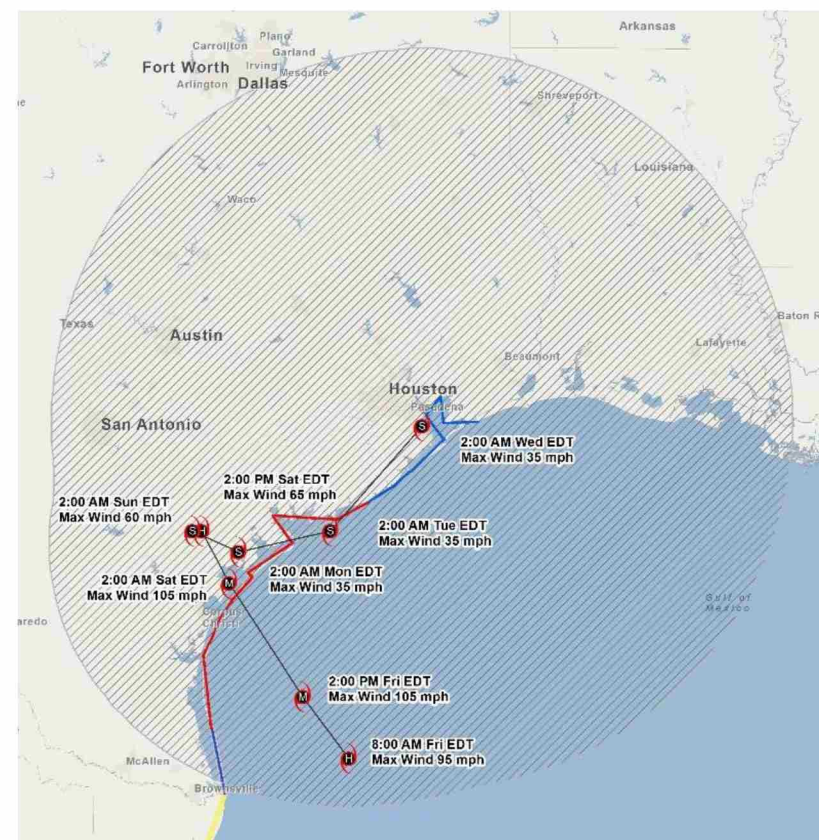 Arkansas
Plano
Carrollton
Garland
Fort Worth
Irving
Mesquite
Arlington
Dallas
Shreveport
Louisiana
Waco
Texas
Austin
Baton R
Lafayette
Beaumont
Houston
Pasadena
San Antonio
S
2:00 AM Wed EDT
Max Wind 35 mph
2:00 PM Sat EDT
Max Wind 65 mph
2:00 AM Sun EDT
Max Wind 60 mph
S H
S
2:00 AM Tue EDT
Max Wind 35 mph
S
2:00 AM Mon EDT
Max Wind 35 mph
2:00 AM Sat EDT
Max Wind 105 mph
M
Gulf of
Mexico
Corpus
Christi
aredo
2:00 PM Fri EDT
Max Wind 105 mph
M
8:00 AM Fri EDT
Max Wind 95 mph
H
McAllen
Brownsville